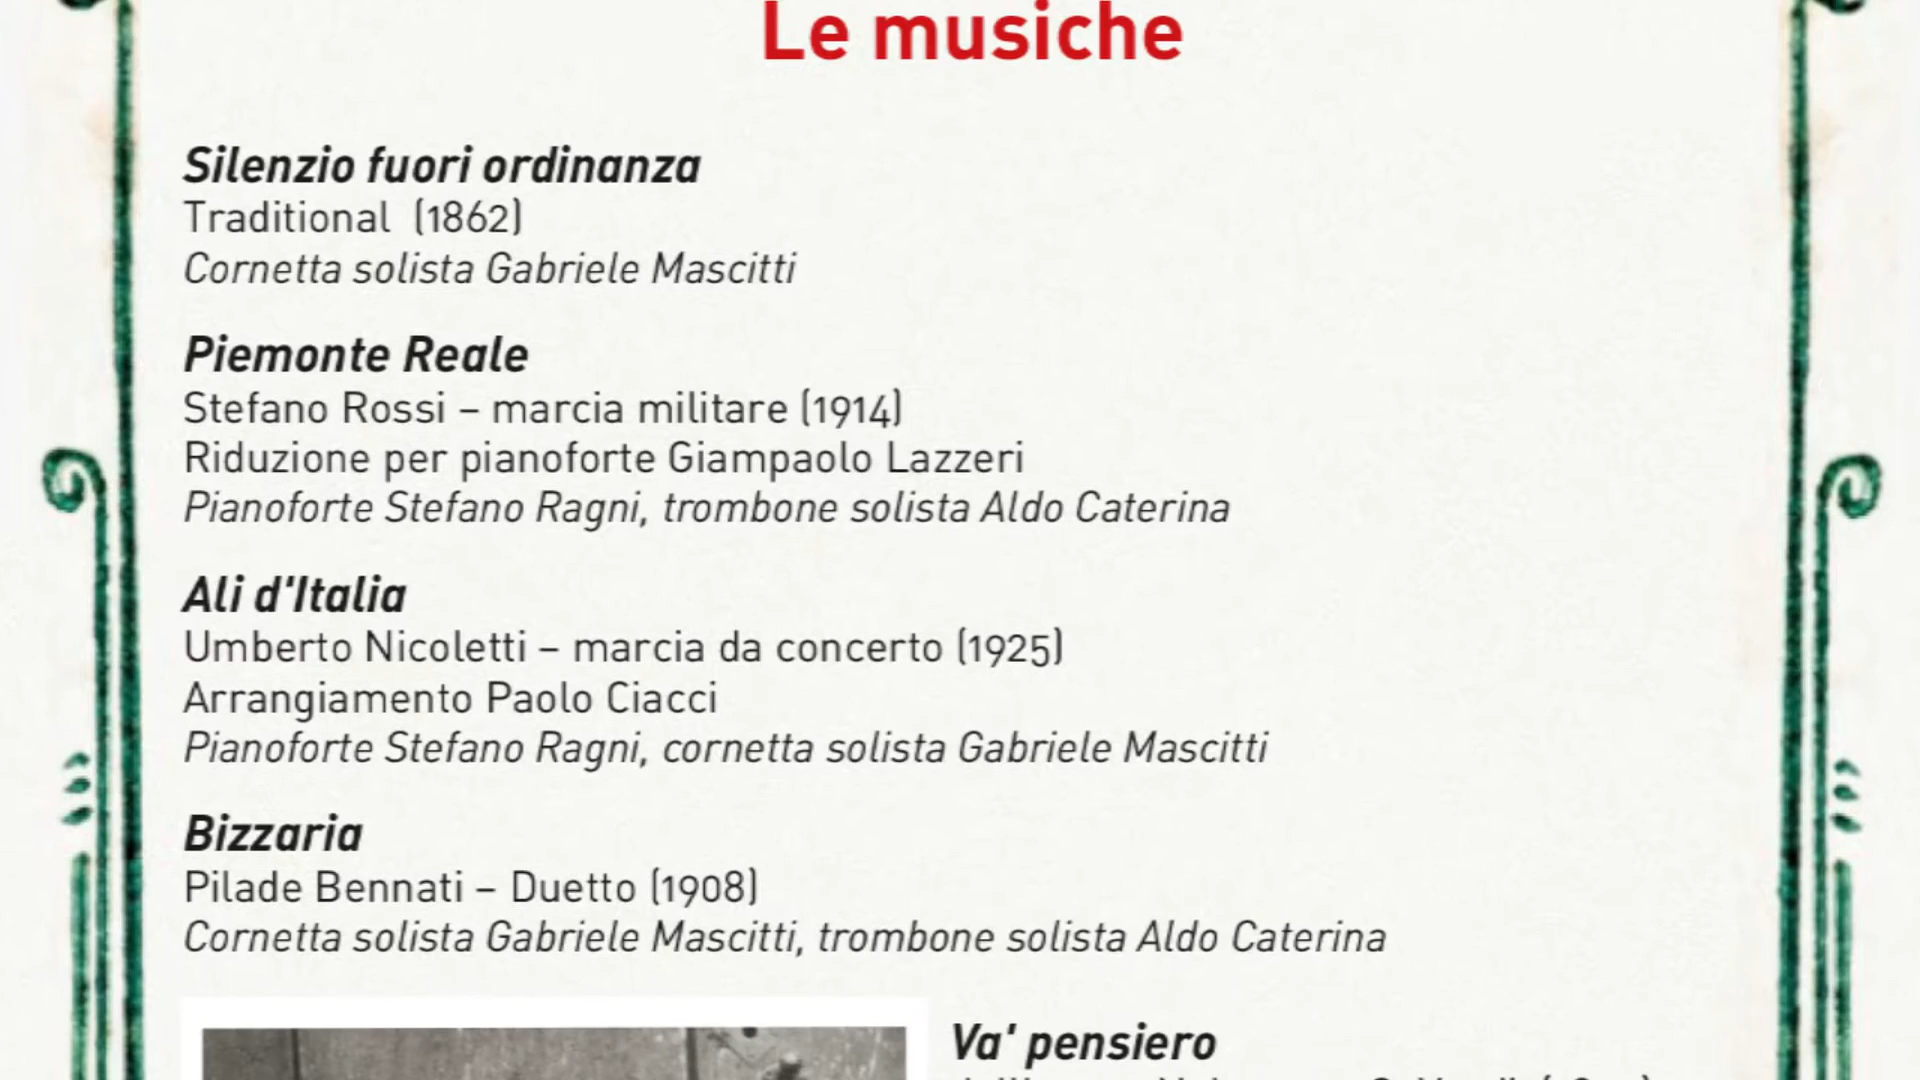 Le musiche
Silenzio fuori ordinanza
Traditional (1862)
Cornetta solista Gabriele Mascitti
Piemonte Reale
Stefano Rossi – marcia militare (1914)
Riduzione per pianoforte Giampaolo Lazzeri
Pianoforte Stefano Ragni, trombone solista Aldo Caterina
Ali d'Italia
Umberto Nicoletti – marcia da concerto (1925)
Arrangiamento Paolo Ciacci
Pianoforte Stefano Ragni, cornetta solista Gabriele Mascitti
Bizzaria
Pilade Bennati – Duetto (1908)
Cornetta solista Gabriele Mascitti, trombone solista Aldo Caterina
Va' pensiero